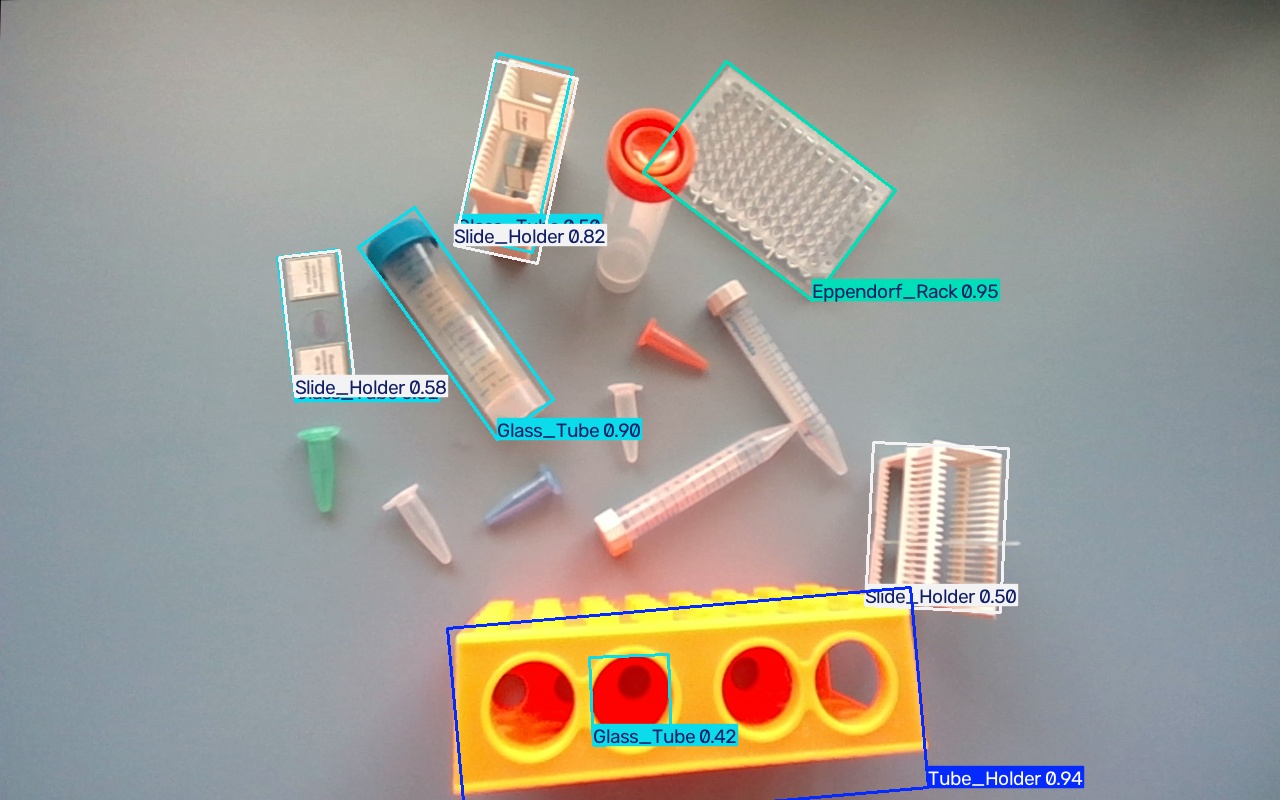 Slide_Holder 0.82
Eppendorf_Rack 0.95
Slide_Holder 0.58
Glass_Tube 0.90
Slide_Holder 0.50
Glass_Tube 0.42
Tube_Holder 0.94